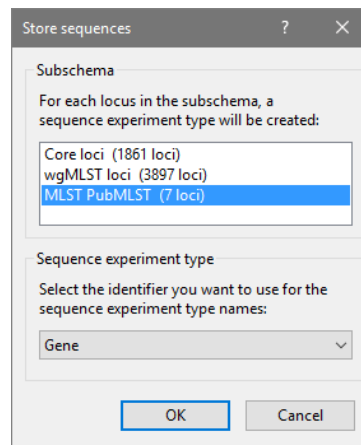 Store sequences ? ×
Subschema
For each locus in the subschema, a
sequence experiment type will be created:
Core loci (1861 loci)
wgMLST loci (3897 loci)
MLST PubMLST (7 loci)
Sequence experiment type
Select the identifier you want to use for the
sequence experiment type names:
Gene
OK Cancel